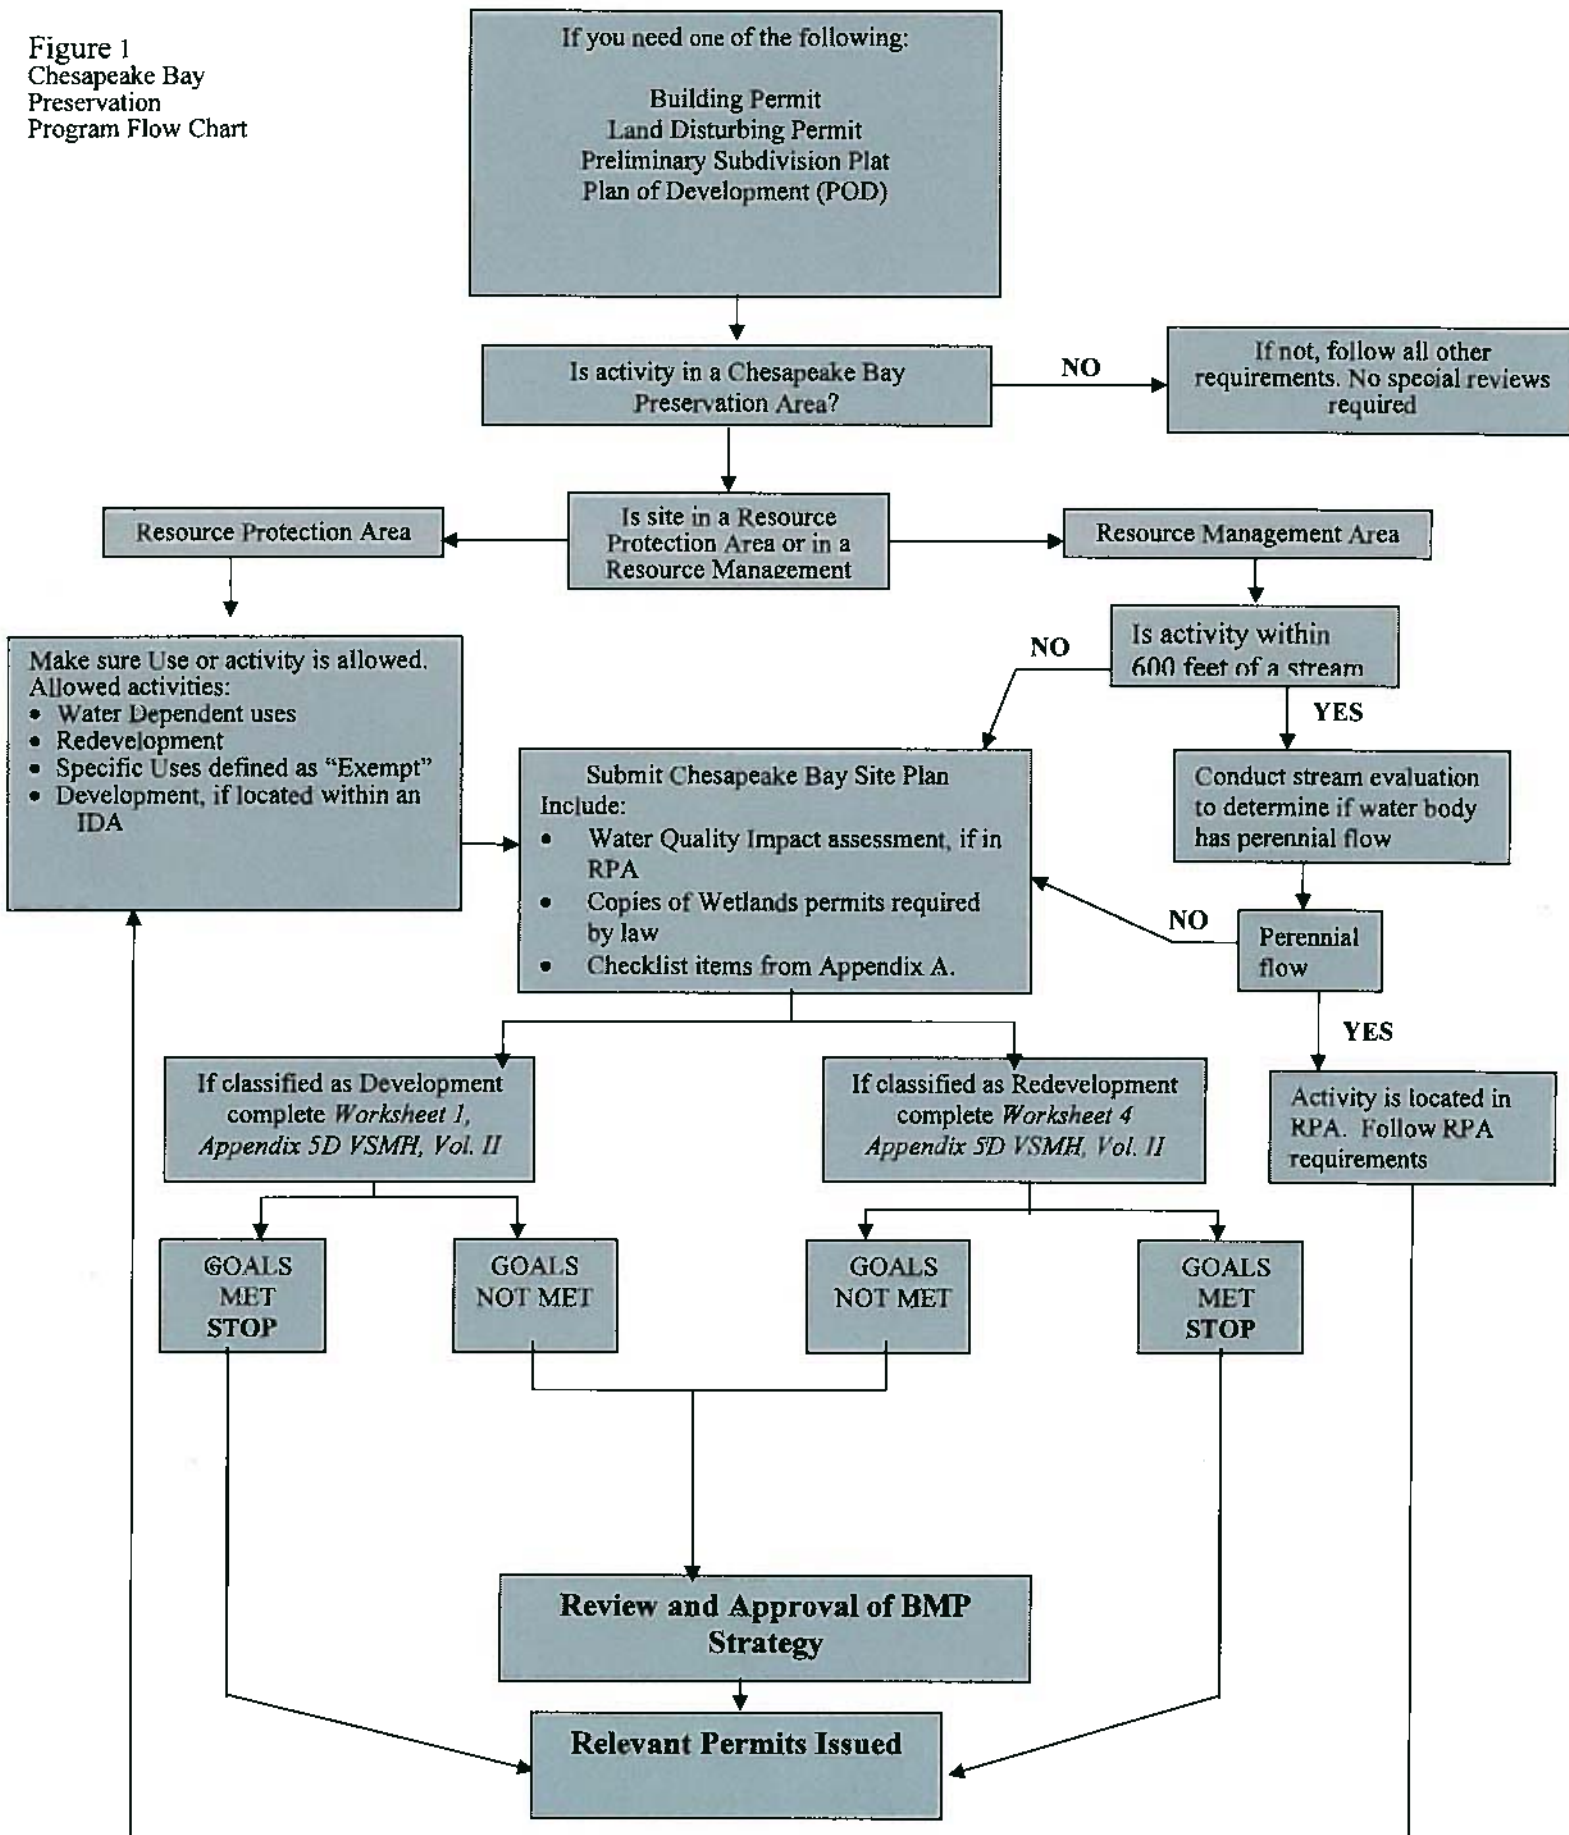 Figure 1
Chesapeake Bay
Preservation
Program Flow Chart
If you need one of the following:
Building Permit
Land Disturbing Permit
Preliminary Subdivision Plat
Plan of Development (POD)
Is activity in a Chesapeake Bay
Preservation Area?
NO
If not, follow all other
requirements. No special reviews
required
Resource Protection Area
Is site in a Resource
Protection Area or in a
Resource Management
Resource Management Area
Is activity within
600 feet of a stream
NO
YES
Make sure Use or activity is allowed.
Allowed activities:
• Water Dependent uses
• Redevelopment
• Specific Uses defined as “Exempt”
• Development, if located within an
IDA
Submit Chesapeake Bay Site Plan
Include:
• Water Quality Impact assessment, if in
RPA
• Copies of Wetlands permits required
by law
• Checklist items from Appendix A.
Conduct stream evaluation
to determine if water body
has perennial flow
NO
Perennial
flow
YES
Activity is located in
RPA. Follow RPA
requirements
If classified as Development
complete Worksheet 1,
Appendix 5D VSMH, Vol. II
If classified as Redevelopment
complete Worksheet 4
Appendix 5D VSMH, Vol. II
GOALS
MET
STOP
GOALS
NOT MET
GOALS
NOT MET
GOALS
MET
STOP
Review and Approval of BMP
Strategy
Relevant Permits Issued